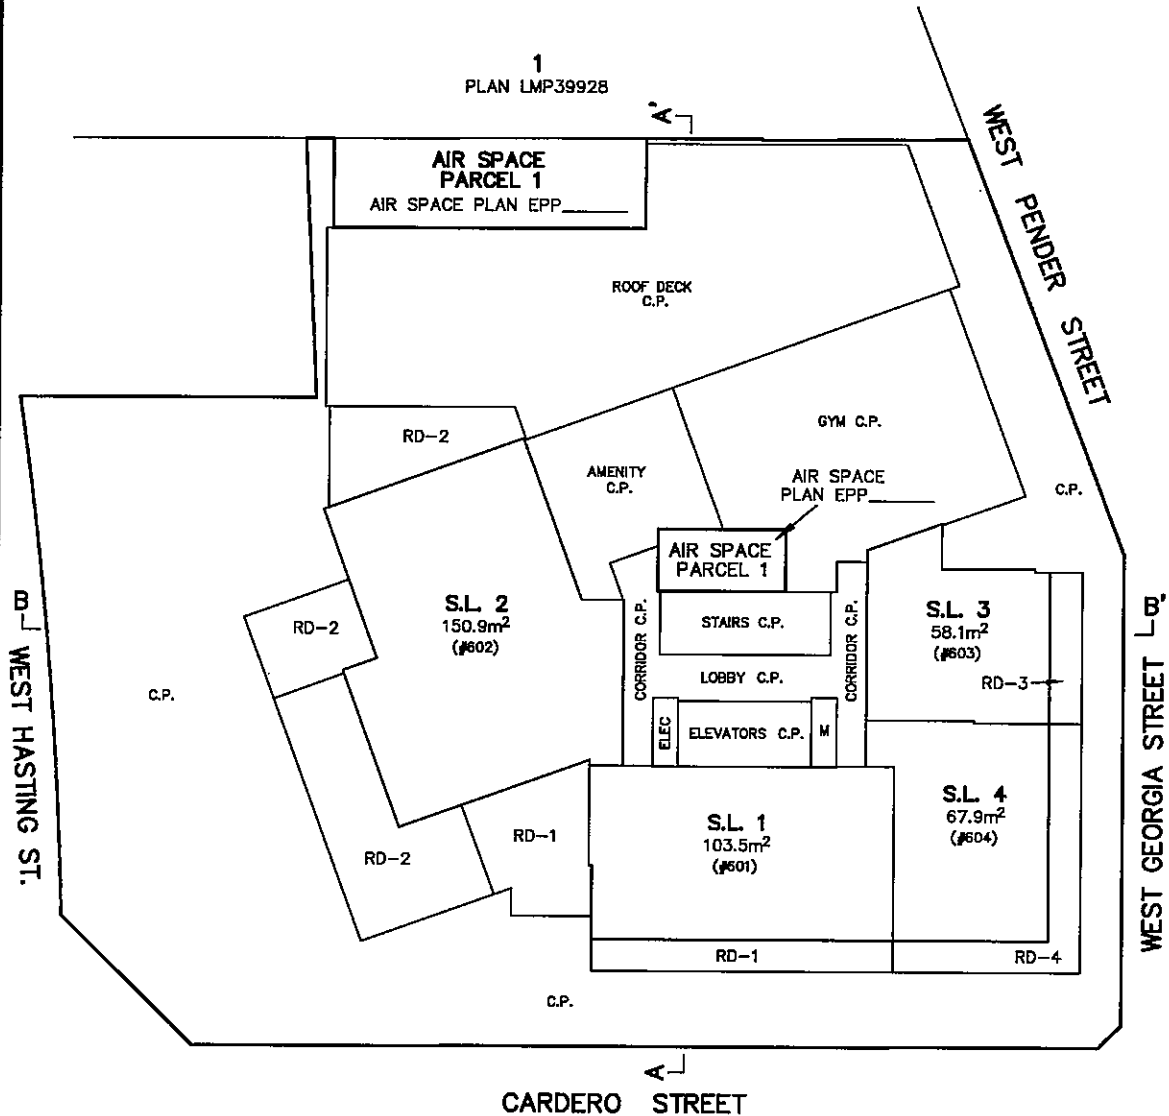 1
PLAN LMP39928
A'
WEST PENDER STREET
AIR SPACE
PARCEL 1
AIR SPACE PLAN EPP______
ROOF DECK
C.P.
RD-2
GYM C.P.
AMENITY
C.P.
AIR SPACE
PLAN EPP______
C.P.
AIR SPACE
PARCEL 1
B
S.L. 2
150.9m²
(#602)
RD-2
CORRIDOR C.P.
STAIRS C.P.
CORRIDOR C.P.
S.L. 3
58.1m²
(#603)
B'
LOBBY C.P.
RD-3
C.P.
WEST HASTING ST.
ELEC
ELEVATORS C.P.
M
WEST GEORGIA STREET
S.L. 4
67.9m²
(#604)
S.L. 1
103.5m²
(#601)
RD-1
RD-2
RD-1
RD-4
C.P.
A
CARDERO STREET